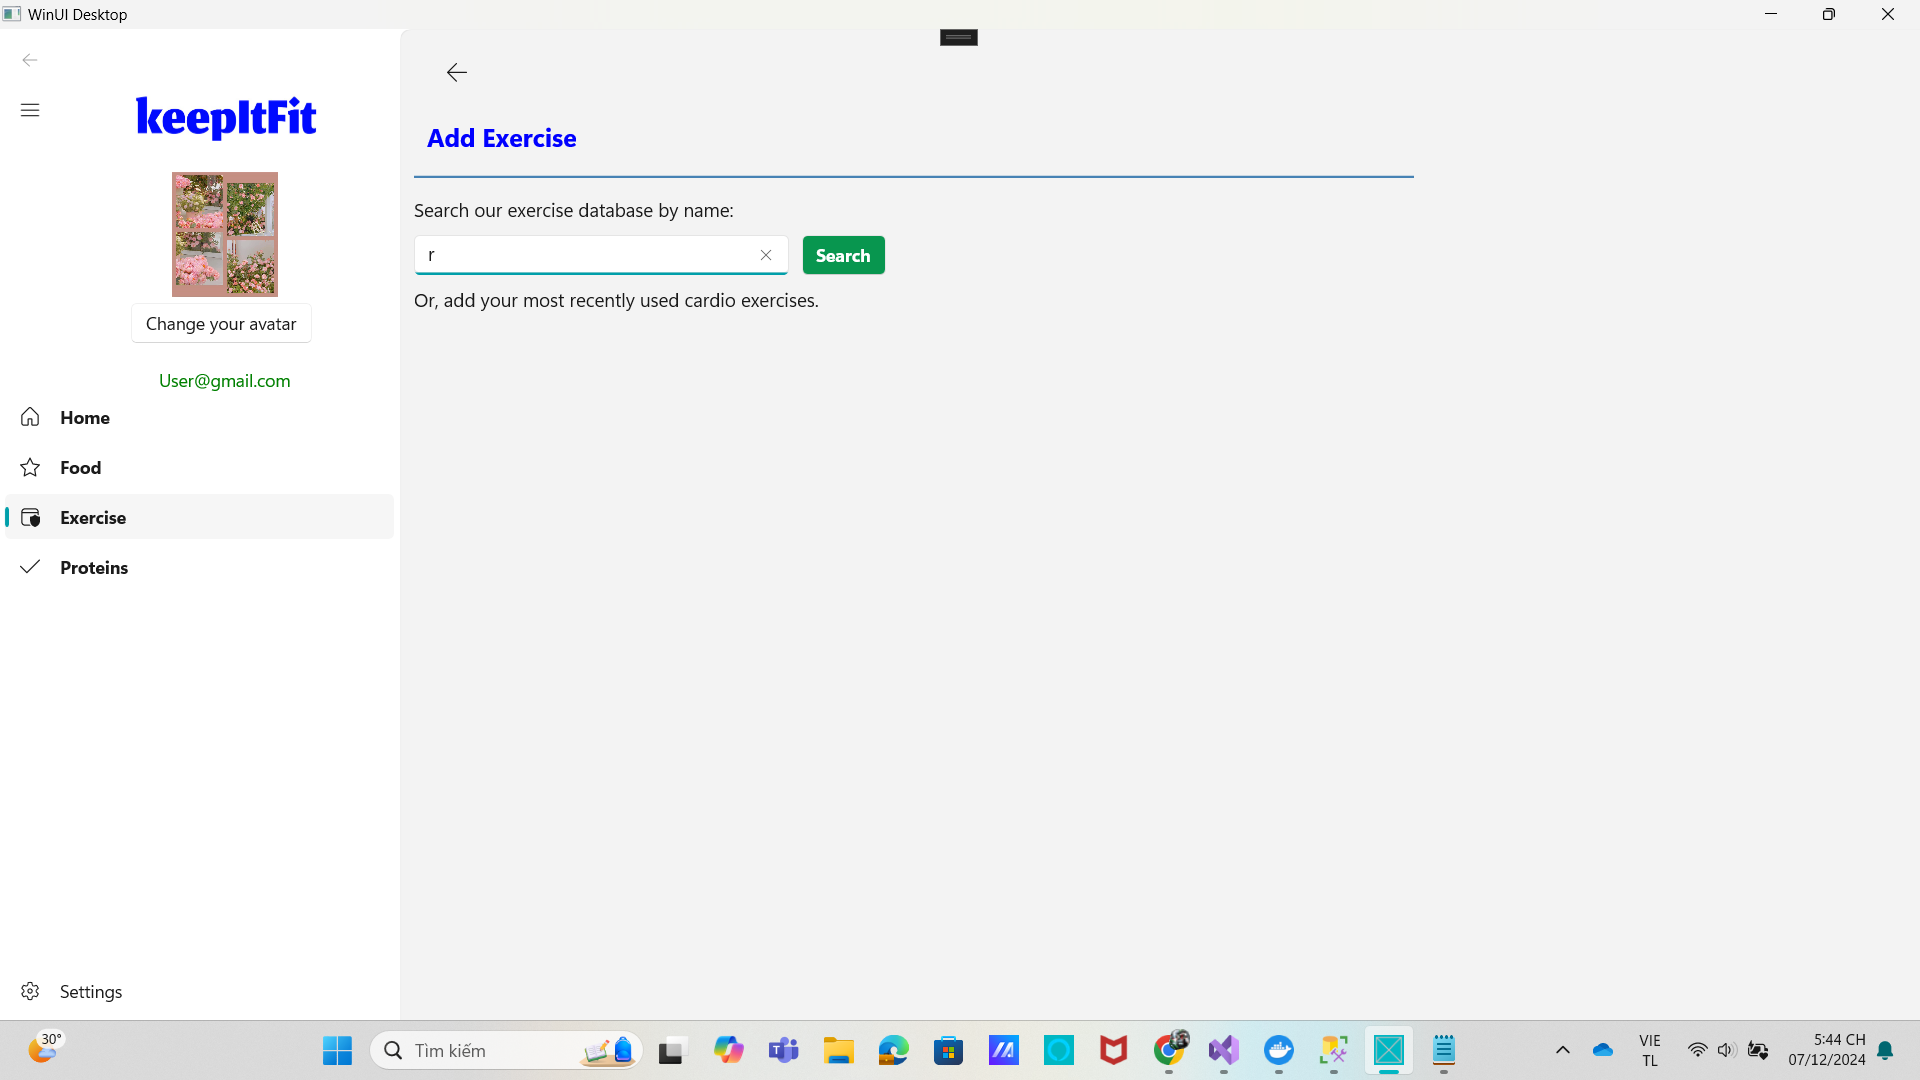 WinUI Desktop
keepItFit
Change your avatar
User@gmail.com
Home
Food
Exercise
Proteins
Settings
Add Exercise
Search our exercise database by name:
r
Search
Or, add your most recently used cardio exercises.
30°
Tìm kiếm
VIE
TL
5:44 CH
07/12/2024